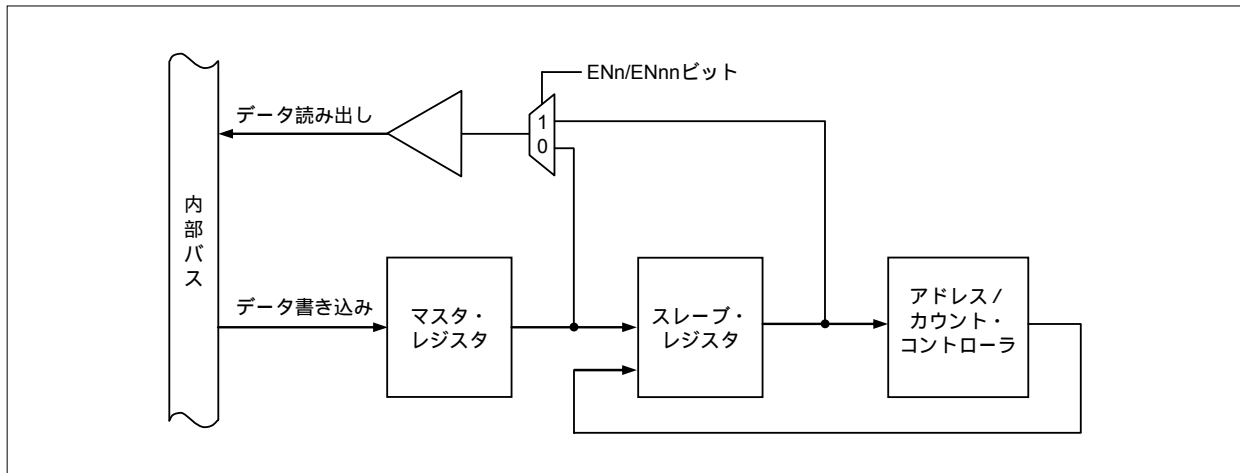 ENn/ENnnビット
データ読み出し
1
0
内
部
バ
ス
データ書き込み
マスタ・
レジスタ
スレーブ・
レジスタ
アドレス /
カウント・
コントローラ